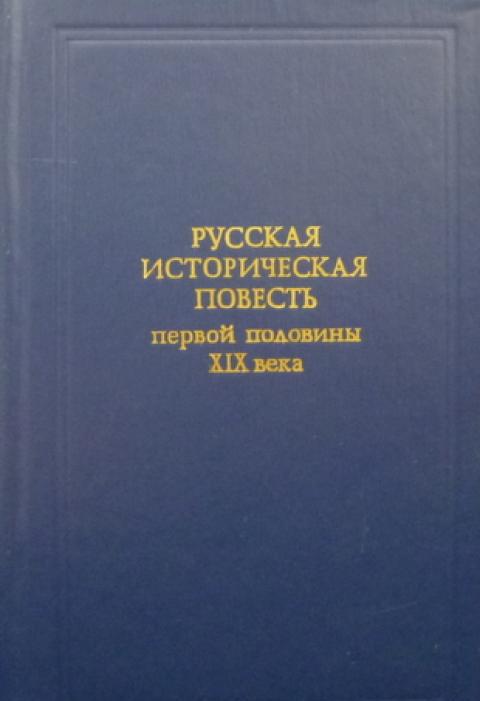 РУССКАЯ
ИСТОРИЧЕСКАЯ
ПОВЕСТЬ
первой половины
XIX века